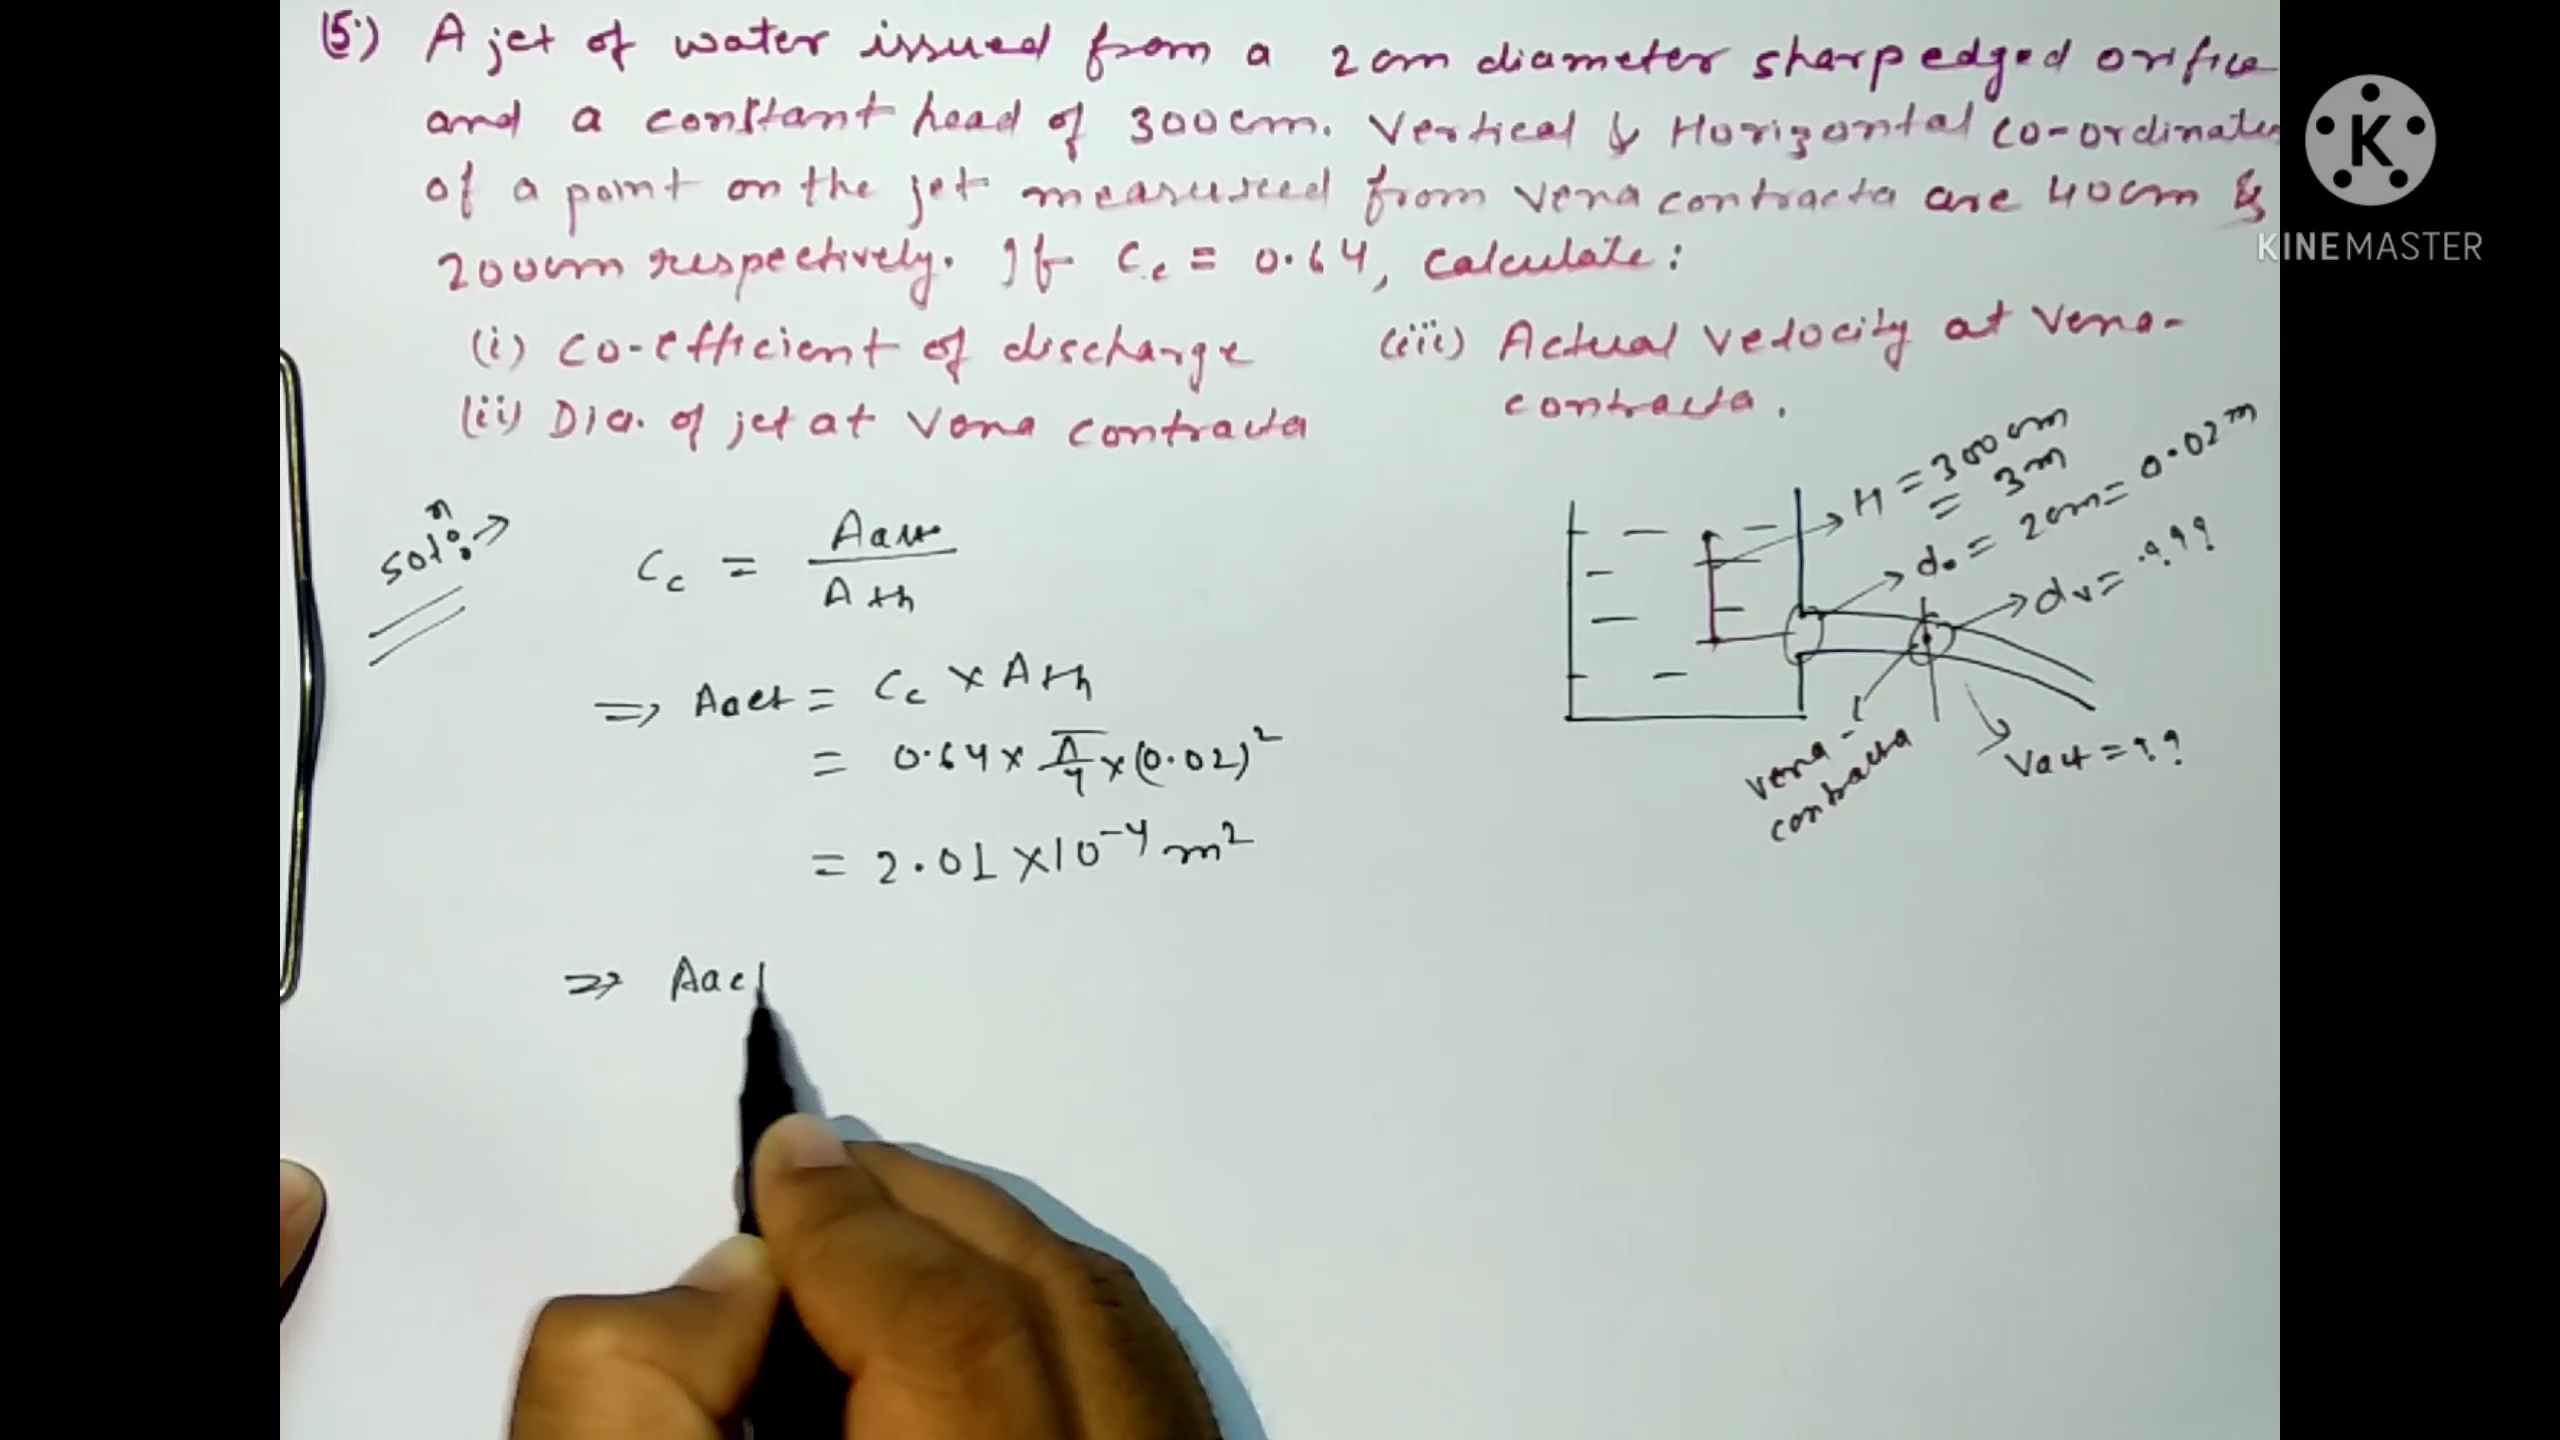 (5.) A jet of water issued from a 2cm diameter sharp edged orifice
and a constant head of 300cm. Vertical & Horizontal co-ordinates
of a point on the jet measured from vena contracta are 40cm &
200cm respectively. If Cc = 0.64, calculate:
(i) co-efficient of discharge
(ii) Dia. of jet at vena contracta
(iii) Actual velocity at vena-
contracta.
Solⁿ: →
Cc = Aact / Ath
⇒ Aact = Cc × Ath
= 0.64 × π/4 × (0.02)²
= 2.01 × 10⁻⁴ m²
⇒ Aact
H = 300cm
= 3m
do = 2cm = 0.02m
dv = ???
vena-
contracta
Vact = ??
K
KINEMASTER